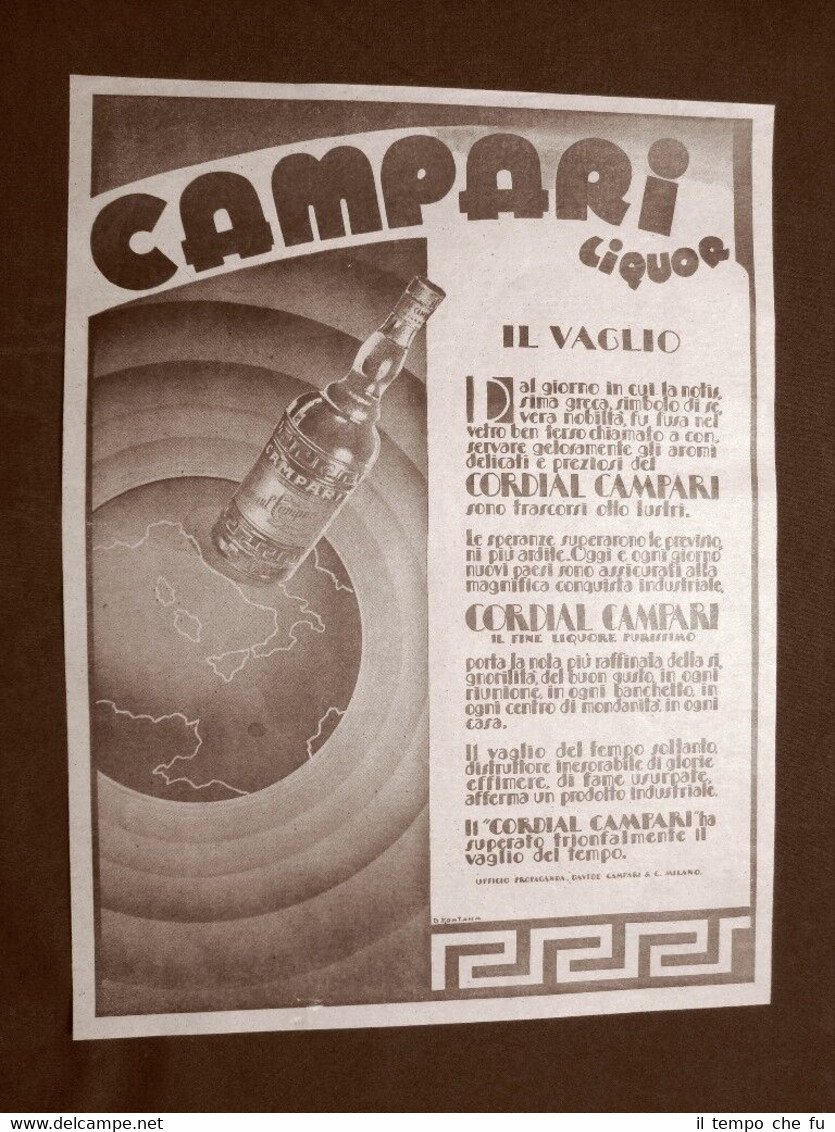 CAMPARI
LIQUOR
IL VAGLIO
Dal giorno in cui la notis,
sima greca, simbolo di se,
vera nobiltà, fu fusa nel
vetro ben terso chiamato a con,
servare gelosamente gli aromi
delicati e preziosi del
CORDIAL CAMPARI
sono trascorsi otto lustri.
Le speranze superarono le previsio,
ni più ardite. Oggi e ogni giorno
nuovi paesi sono assicurati alla
magnifica conquista industriale.
CORDIAL CAMPARI
IL FINE LIQUORE PURISSIMO
porta la nota più raffinata della si,
gnorilità, del buon gusto, in ogni
riunione, in ogni banchetto, in
ogni centro di mondanità, in ogni
casa.
Il vaglio del tempo soltanto,
distruttore inesorabile di glorie
effimere, di fame usurpate,
afferma un prodotto industriale.
Il "CORDIAL CAMPARI" ha
superato trionfalmente il
vaglio del tempo.
UFFICIO PROPAGANDA, DAVIDE CAMPARI & C. MILANO.
CAMPARI
D FONTANA
il tempo che fu
www.delcampe.net